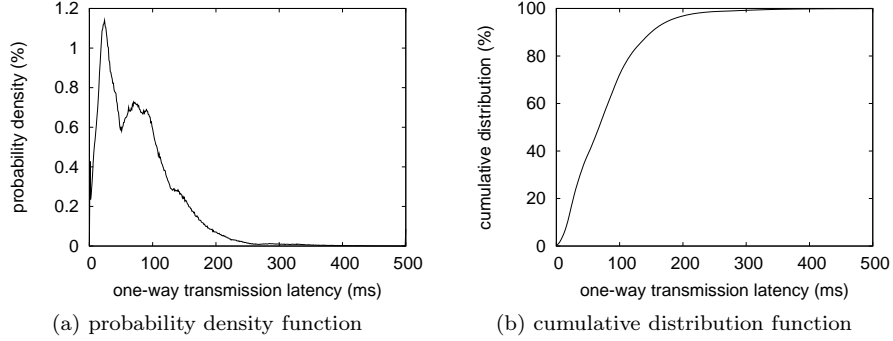 1.2
1
0.8
0.6
0.4
0.2
0
probability density (%)
0 100 200 300 400 500
one-way transmission latency (ms)
(a) probability density function
100
80
60
40
20
0
cumulative distribution (%)
0 100 200 300 400 500
one-way transmission latency (ms)
(b) cumulative distribution function